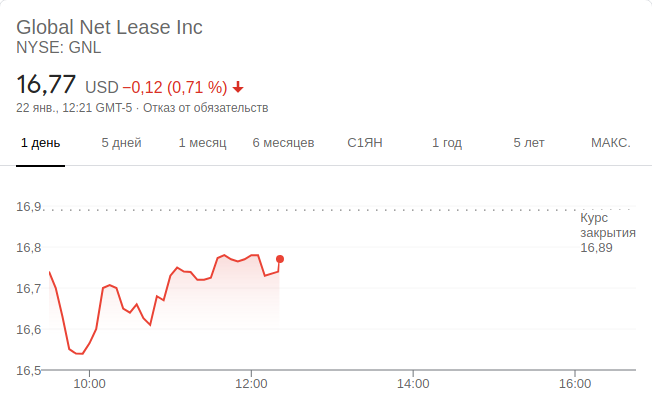 Global Net Lease Inc
NYSE: GNL
16,77 USD −0,12 (0,71 %)
22 янв., 12:21 GMT-5 · Отказ от обязательств
1 день 5 дней 1 месяц 6 месяцев С1ЯН 1 год 5 лет МАКС.
16,9
Курс
закрытия
16,89
16,8
16,7
16,6
16,5
10:00 12:00 14:00 16:00